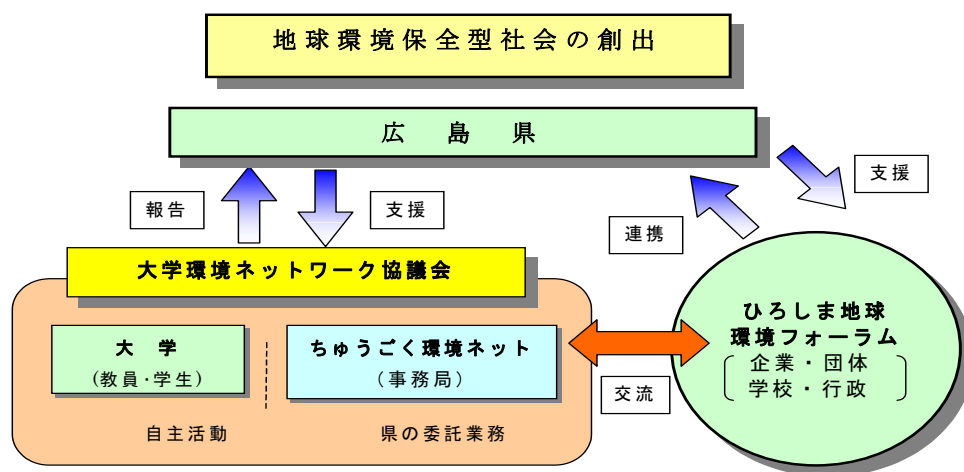 地球環境保全型社会の創出
広島県
報告
支援
連携
支援
大学環境ネットワーク協議会
大学
(教員・学生)
ちゅうごく環境ネット
(事務局)
自主活動
県の委託業務
交流
ひろしま地球
環境フォーラム
企業・団体
学校・行政